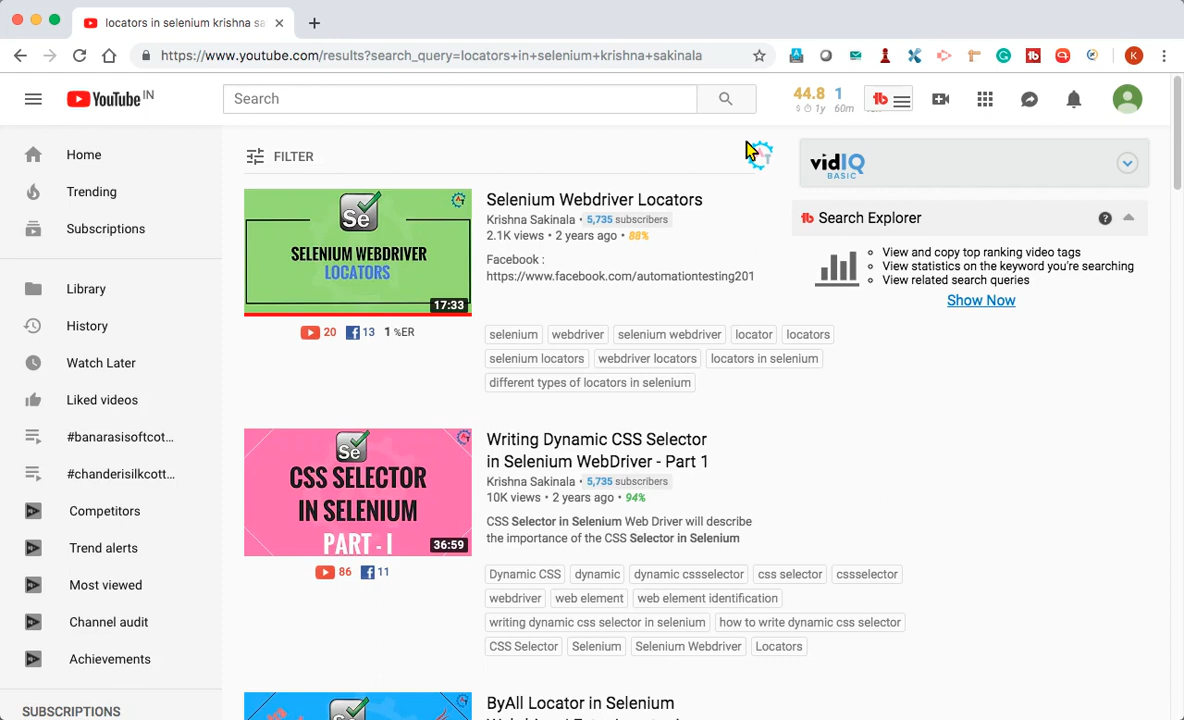 locators in selenium krishna sa
https://www.youtube.com/results?search_query=locators+in+selenium+krishna+sakinala
K
YouTube IN
Search
44.8 1
1y 60m
tb
FILTER
vidIQ
BASIC
tb Search Explorer ?
View and copy top ranking video tags
View statistics on the keyword you're searching
View related search queries
Show Now
Home
Trending
Subscriptions
Library
History
Watch Later
Liked videos
#banarasisoftcot...
#chanderisilkcott...
Competitors
Trend alerts
Most viewed
Channel audit
Achievements
SUBSCRIPTIONS
Se
SELENIUM WEBDRIVER
LOCATORS
17:33
20 13 1 %ER
Selenium Webdriver Locators
Krishna Sakinala • 5,735 subscribers
2.1K views • 2 years ago • 88%
Facebook :
https://www.facebook.com/automationtesting201
selenium webdriver selenium webdriver locator locators
selenium locators webdriver locators locators in selenium
different types of locators in selenium
Se
CSS SELECTOR
IN SELENIUM
PART - I
36:59
86 11
Writing Dynamic CSS Selector
in Selenium WebDriver - Part 1
Krishna Sakinala • 5,735 subscribers
10K views • 2 years ago • 94%
CSS Selector in Selenium Web Driver will describe
the importance of the CSS Selector in Selenium
Dynamic CSS dynamic dynamic cssselector css selector cssselector
webdriver web element web element identification
writing dynamic css selector in selenium how to write dynamic css selector
CSS Selector Selenium Selenium Webdriver Locators
ByAll Locator in Selenium